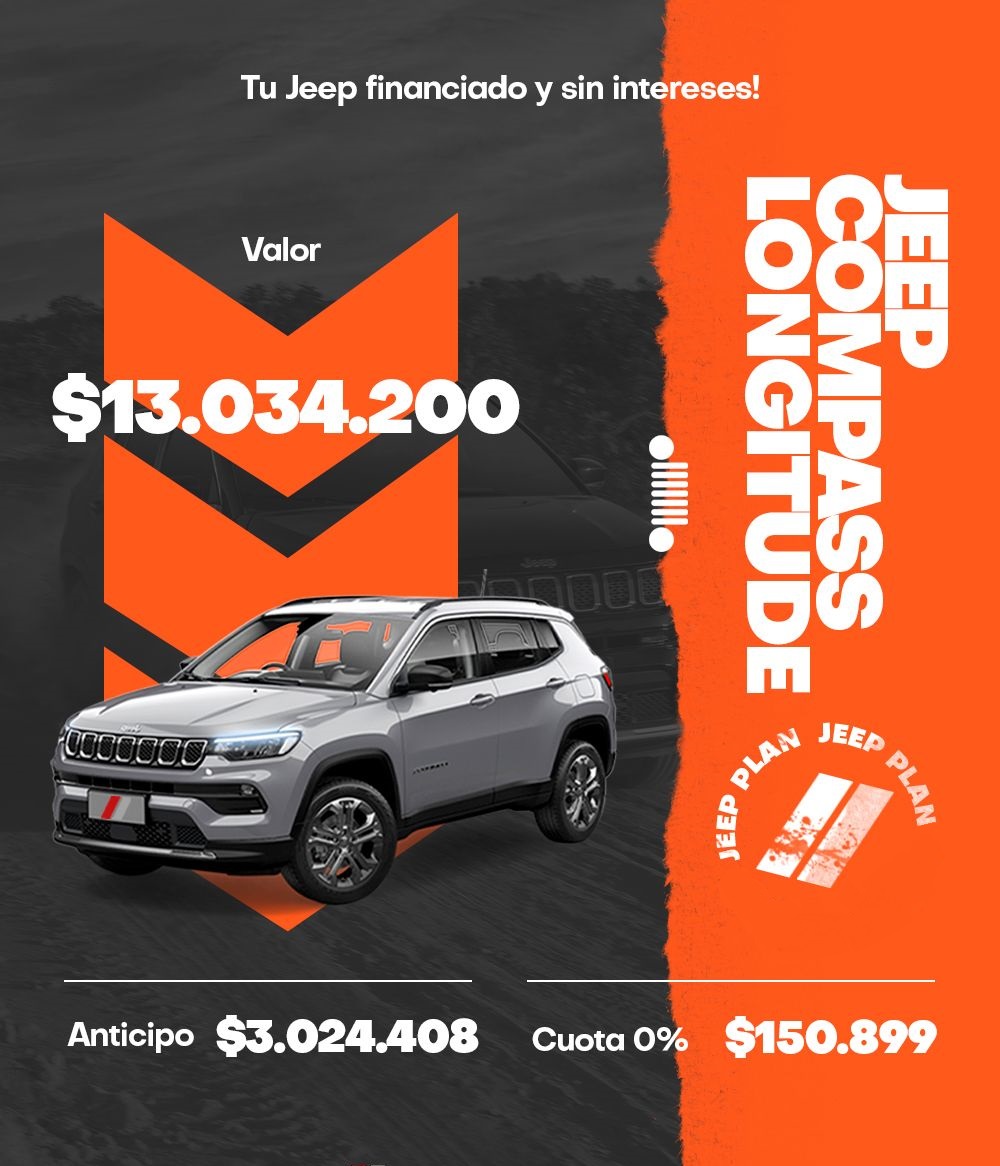 Tu Jeep financiado y sin intereses!
Valor
$13.034.200
JEEP
COMPASS
LONGITUDE
JEEP PLAN JEEP PLAN
Jeep
Anticipo $3.024.408
Cuota 0% $150.899